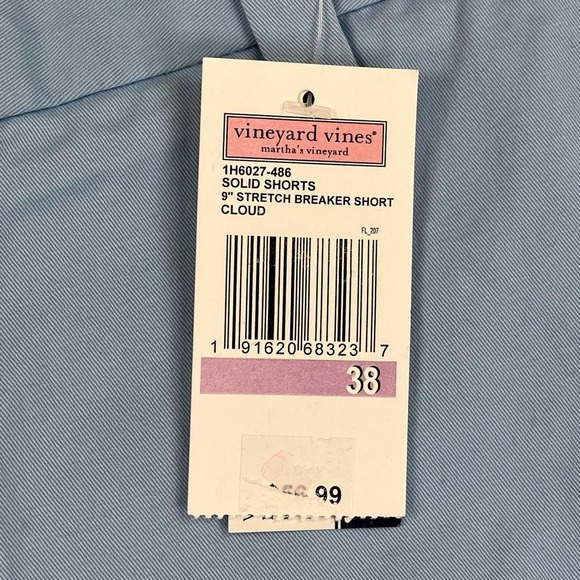 vineyard vines®
martha's vineyard
1H6027-486
SOLID SHORTS
9" STRETCH BREAKER SHORT
CLOUD
FL_207
1 91620 68323 7
38
99